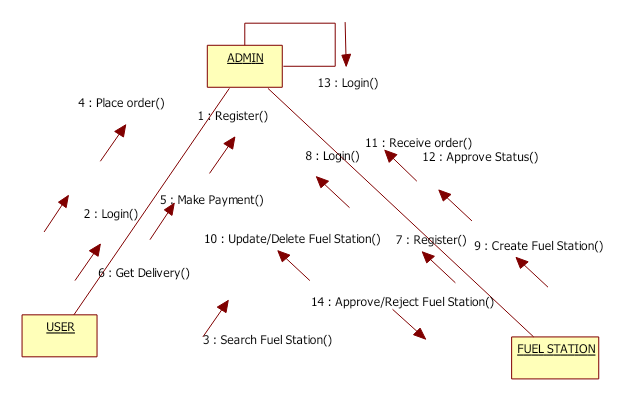 ADMIN
13 : Login()
4 : Place order()
1 : Register()
11 : Receive order()
8 : Login()
12 : Approve Status()
5 : Make Payment()
2 : Login()
10 : Update/Delete Fuel Station()
7 : Register()
9 : Create Fuel Station()
6 : Get Delivery()
14 : Approve/Reject Fuel Station()
USER
3 : Search Fuel Station()
FUEL STATION